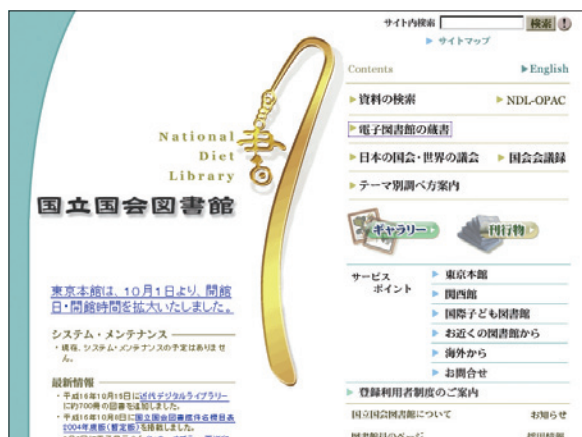 サイト内検索 検索 !
サイトマップ
Contents
English
資料の検索
NDL-OPAC
電子図書館の蔵書
日本の国会・世界の議会
国会会議録
テーマ別調べ方案内
ギャラリー
刊行物
サービス
ポイント
東京本館
関西館
国際子ども図書館
お近くの図書館から
海外から
お問合せ
登録利用者制度のご案内
国立国会図書館について
お知らせ
National
Diet
Library
国立国会図書館
東京本館は、10月1日より、開館
日・開館時間を拡大いたしました。
システム・メンテナンス
・現在、システム・メンテナンスの予定はありませ
ん。
最新情報
・平成16年10月15日に近代デジタルライブラリー
に約700冊の図書を追加しました。
・平成16年10月8日に国立国会図書館件名標目表
2004年度版(暫定版)を掲載しました。